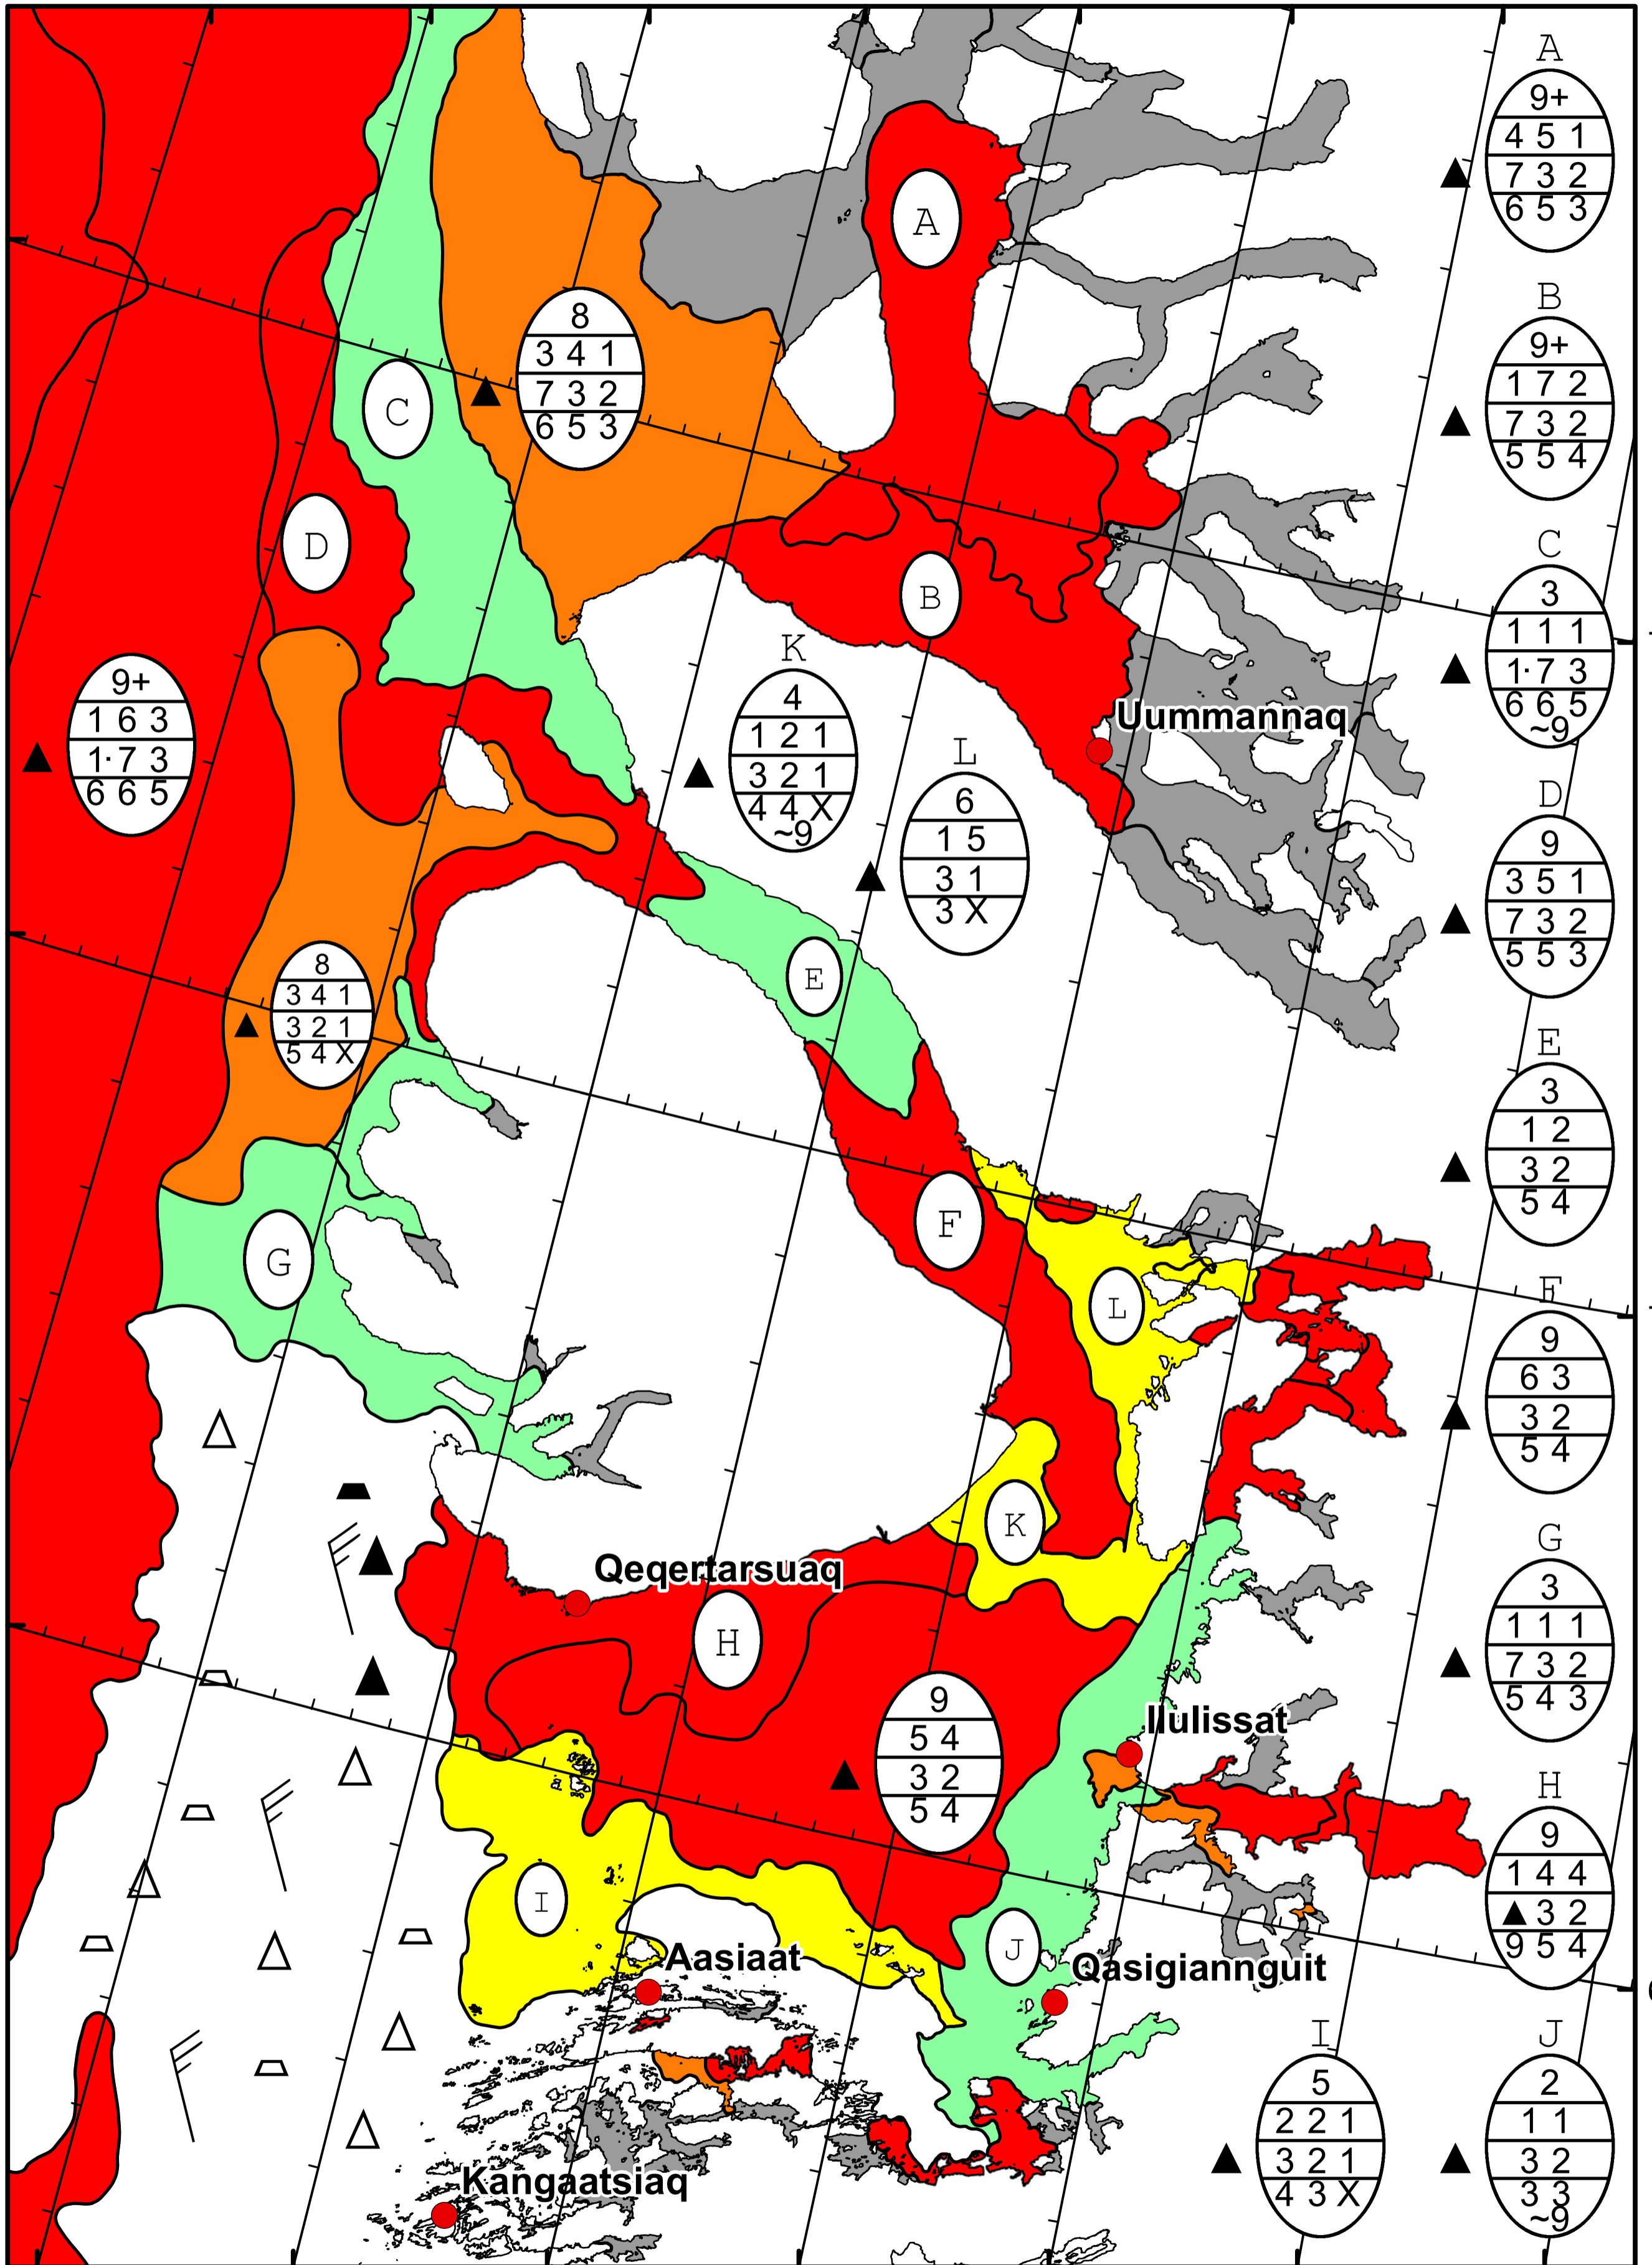 A
9+
4 5 1
7 3 2
6 5 3
A
B
9+
1 7 2
7 3 2
5 5 4
8
3 4 1
7 3 2
6 5 3
C
D
C
3
1 1 1
1· 7 3
6 6 5
~9
B
K
4
1 2 1
3 2 1
4 4 X
~9
9+
1 6 3
1· 7 3
6 6 5
Uummannaq
L
6
1 5
3 1
3 X
D
9
3 5 1
7 3 2
5 5 3
8
3 4 1
3 2 1
5 4 X
E
E
3
1 2
3 2
5 4
F
G
L
F
9
6 3
3 2
5 4
K
Qeqertarsuaq
H
G
3
1 1 1
7 3 2
5 4 3
9
5 4
3 2
5 4
Ilulissat
H
9
1 4 4
3 2
9 5 4
I
J
Aasiaat
Qasigiannguit
I
5
2 2 1
3 2 1
4 3 X
J
2
1 1
3 2
3 3
~9
Kangaatsiaq